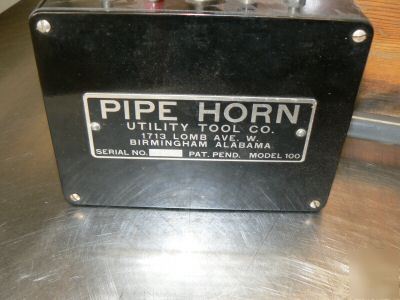 PIPE HORN
UTILITY TOOL CO.
1713 LOMB AVE. W.
BIRMINGHAM ALABAMA
SERIAL NO. PAT. PEND. MODEL 100